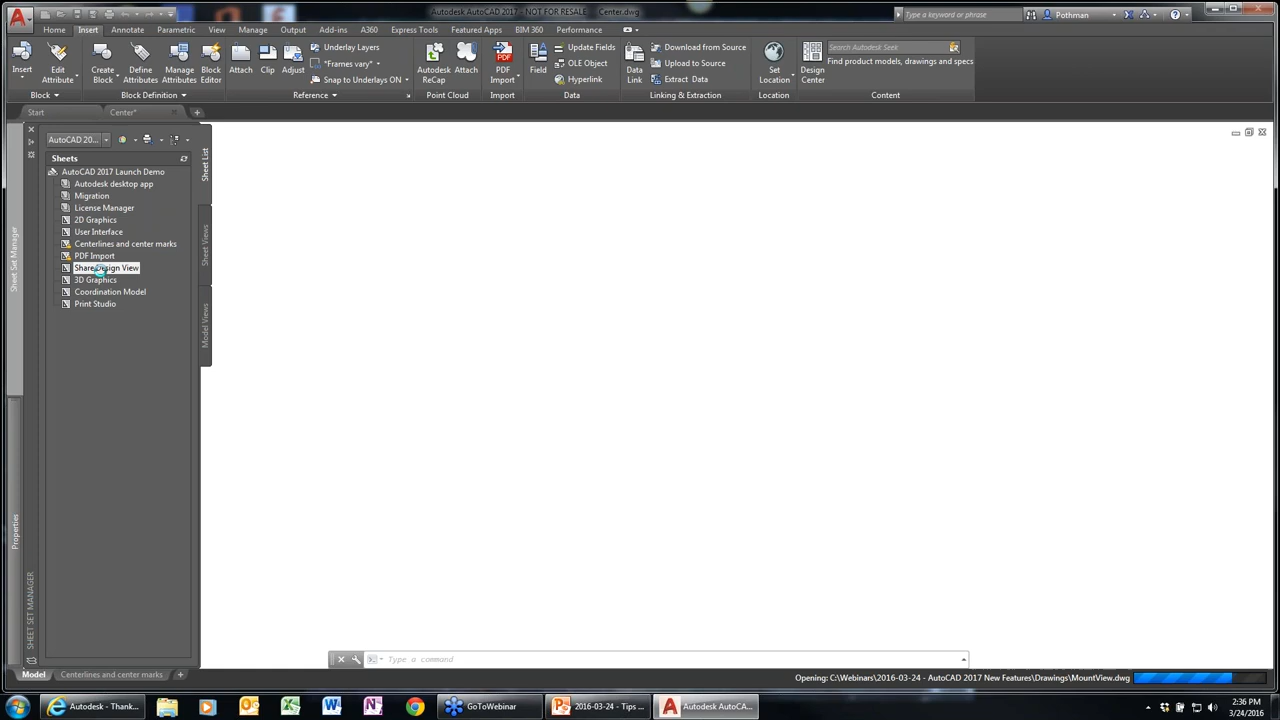 Autodesk AutoCAD 2017 - NOT FOR RESALE Center.dwg
Type a keyword or phrase
Pothman
Home Insert Annotate Parametric View Manage Output Add-ins A360 Express Tools Featured Apps BIM 360 Performance
Insert
Edit Attribute
Create Block
Define Attributes
Manage Attributes
Block Editor
Attach
Clip
Adjust
Underlay Layers
*Frames vary*
Snap to Underlays ON
Autodesk ReCap
Attach
PDF
PDF Import
Field
Update Fields
OLE Object
Hyperlink
Data Link
Download from Source
Upload to Source
Extract Data
Set Location
Design Center
Search Autodesk Seek
Find product models, drawings and specs
Block Block Definition Reference Point Cloud Import Data Linking & Extraction Location Content
Start Center*
AutoCAD 20...
Sheets
AutoCAD 2017 Launch Demo
Autodesk desktop app
Migration
License Manager
2D Graphics
User Interface
Centerlines and center marks
PDF Import
Share Design View
3D Graphics
Coordination Model
Print Studio
Sheet List
Sheet Views
Model Views
Sheet Set Manager
Properties
SHEET SET MANAGER
Type a command
Model Centerlines and center marks
Opening: C:\Webinars\2016-03-24 - AutoCAD 2017 New Features\Drawings\MountView.dwg
Autodesk - Thank...
GoToWebinar
2016-03-24 - Tips ...
Autodesk AutoCA...
2:36 PM
3/24/2016